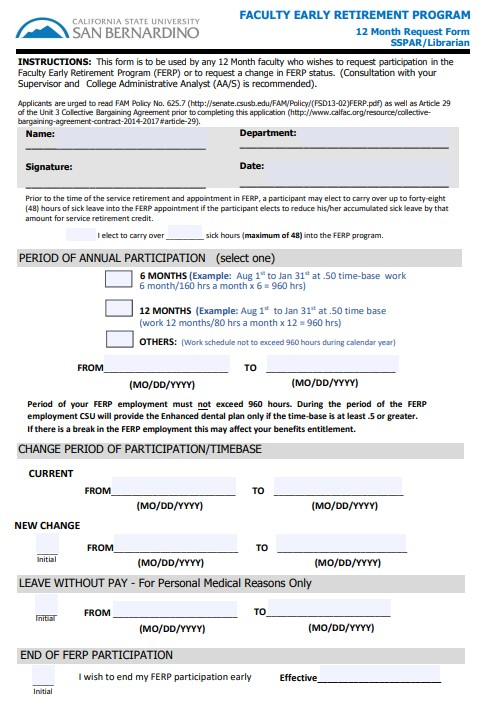 CALIFORNIA STATE UNIVERSITY
SAN BERNARDINO
FACULTY EARLY RETIREMENT PROGRAM
12 Month Request Form
SSPAR/Librarian
INSTRUCTIONS: This form is to be used by any 12 Month faculty who wishes to request participation in the
Faculty Early Retirement Program (FERP) or to request a change in FERP status. (Consultation with your
Supervisor and College Administrative Analyst (AA/S) is recommended.)
Applicants are urged to read FAM Policy No. 625.7 (http://senate.csusb.edu/FAM/Policy/(FSD13-02)FERP.pdf) as well as Article 29
of the Unit 3 Collective Bargaining Agreement prior to completing this application (http://www.calfac.org/resource/collective-
bargaining-agreement-contract-2014-2017#article-29).
Name: Department:
Signature: Date:
Prior to the time of the service retirement and appointment in FERP, a participant may elect to carry over up to forty-eight
(48) hours of sick leave into the FERP appointment if the participant elects to reduce his/her accumulated sick leave by that
amount for service retirement credit.
I elect to carry over ________ sick hours (maximum of 48) into the FERP program.
PERIOD OF ANNUAL PARTICIPATION (select one)
6 MONTHS (Example: Aug 1st to Jan 31st at .50 time-base work
6 month/160 hrs a month x 6 = 960 hrs)
12 MONTHS (Example: Aug 1st to Jan 31st at .50 time base
(work 12 months/80 hrs a month x 12 = 960 hrs)
OTHERS: (Work schedule not to exceed 960 hours during calendar year)
FROM TO
(MO/DD/YYYY) (MO/DD/YYYY)
Period of your FERP employment must not exceed 960 hours. During the period of the FERP
employment CSU will provide the Enhanced dental plan only if the time-base is at least .5 or greater.
If there is a break in the FERP employment this may affect your benefits entitlement.
CHANGE PERIOD OF PARTICIPATION/TIMEBASE
CURRENT
FROM TO
(MO/DD/YYYY) (MO/DD/YYYY)
NEW CHANGE
FROM TO
Initial
(MO/DD/YYYY) (MO/DD/YYYY)
LEAVE WITHOUT PAY - For Personal Medical Reasons Only
FROM TO
Initial
(MO/DD/YYYY) (MO/DD/YYYY)
END OF FERP PARTICIPATION
I wish to end my FERP participation early Effective
Initial